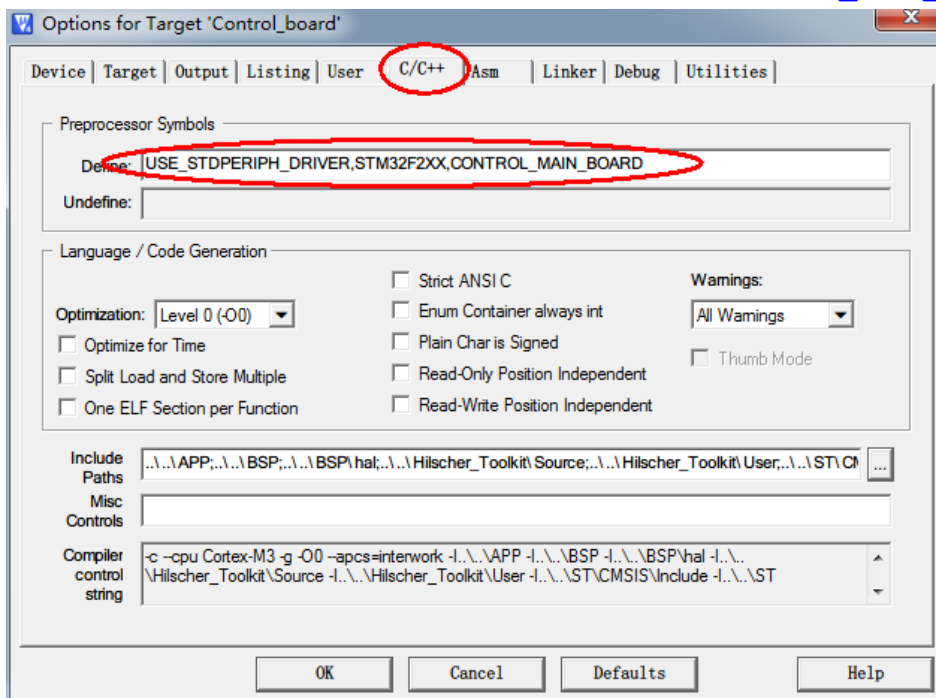 Options for Target 'Control_board'
Device Target Output Listing User C/C++ Asm Linker Debug Utilities
Preprocessor Symbols
Define: USE_STDPERIPH_DRIVER,STM32F2XX,CONTROL_MAIN_BOARD
Undefine:
Language / Code Generation
Strict ANSI C Warnings:
Optimization: Level 0 (-O0) Enum Container always int All Warnings
Optimize for Time Plain Char is Signed Thumb Mode
Split Load and Store Multiple Read-Only Position Independent
One ELF Section per Function Read-Write Position Independent
Include Paths ..\..\APP;..\..\BSP;..\..\BSP\hal;..\..\Hilscher_Toolkit\Source;..\..\Hilscher_Toolkit\User;..\..\ST\CM ...
Misc Controls
Compiler control string -c --cpu Cortex-M3 -g -O0 --apcs=interwork -I..\..\APP -I..\..\BSP -I..\..\BSP\hal -I..\..
\Hilscher_Toolkit\Source -I..\..\Hilscher_Toolkit\User -I..\..\ST\CMSIS\Include -I..\..\ST
OK Cancel Defaults Help